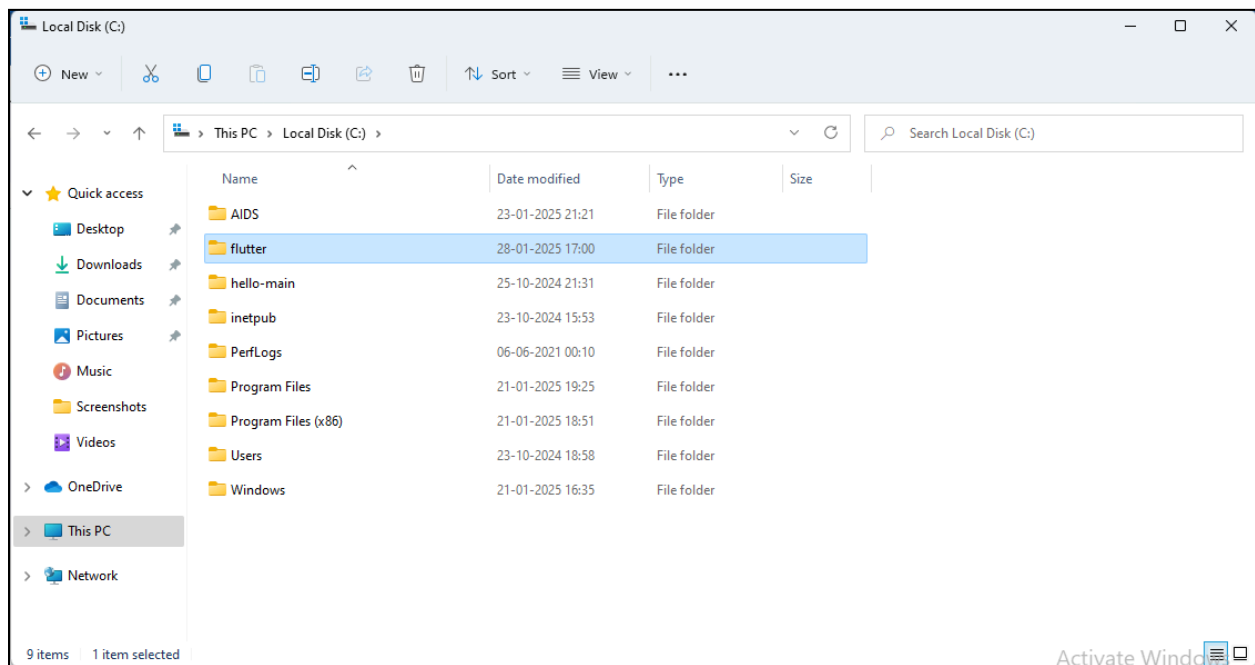 Local Disk (C:)
New
Sort
View
This PC > Local Disk (C:) >
Search Local Disk (C:)
Name Date modified Type Size
Quick access
Desktop
Downloads
Documents
Pictures
Music
Screenshots
Videos
OneDrive
This PC
Network
AIDS 23-01-2025 21:21 File folder
flutter 28-01-2025 17:00 File folder
hello-main 25-10-2024 21:31 File folder
inetpub 23-10-2024 15:53 File folder
PerfLogs 06-06-2021 00:10 File folder
Program Files 21-01-2025 19:25 File folder
Program Files (x86) 21-01-2025 18:51 File folder
Users 23-10-2024 18:58 File folder
Windows 21-01-2025 16:35 File folder
9 items 1 item selected
Activate Windows